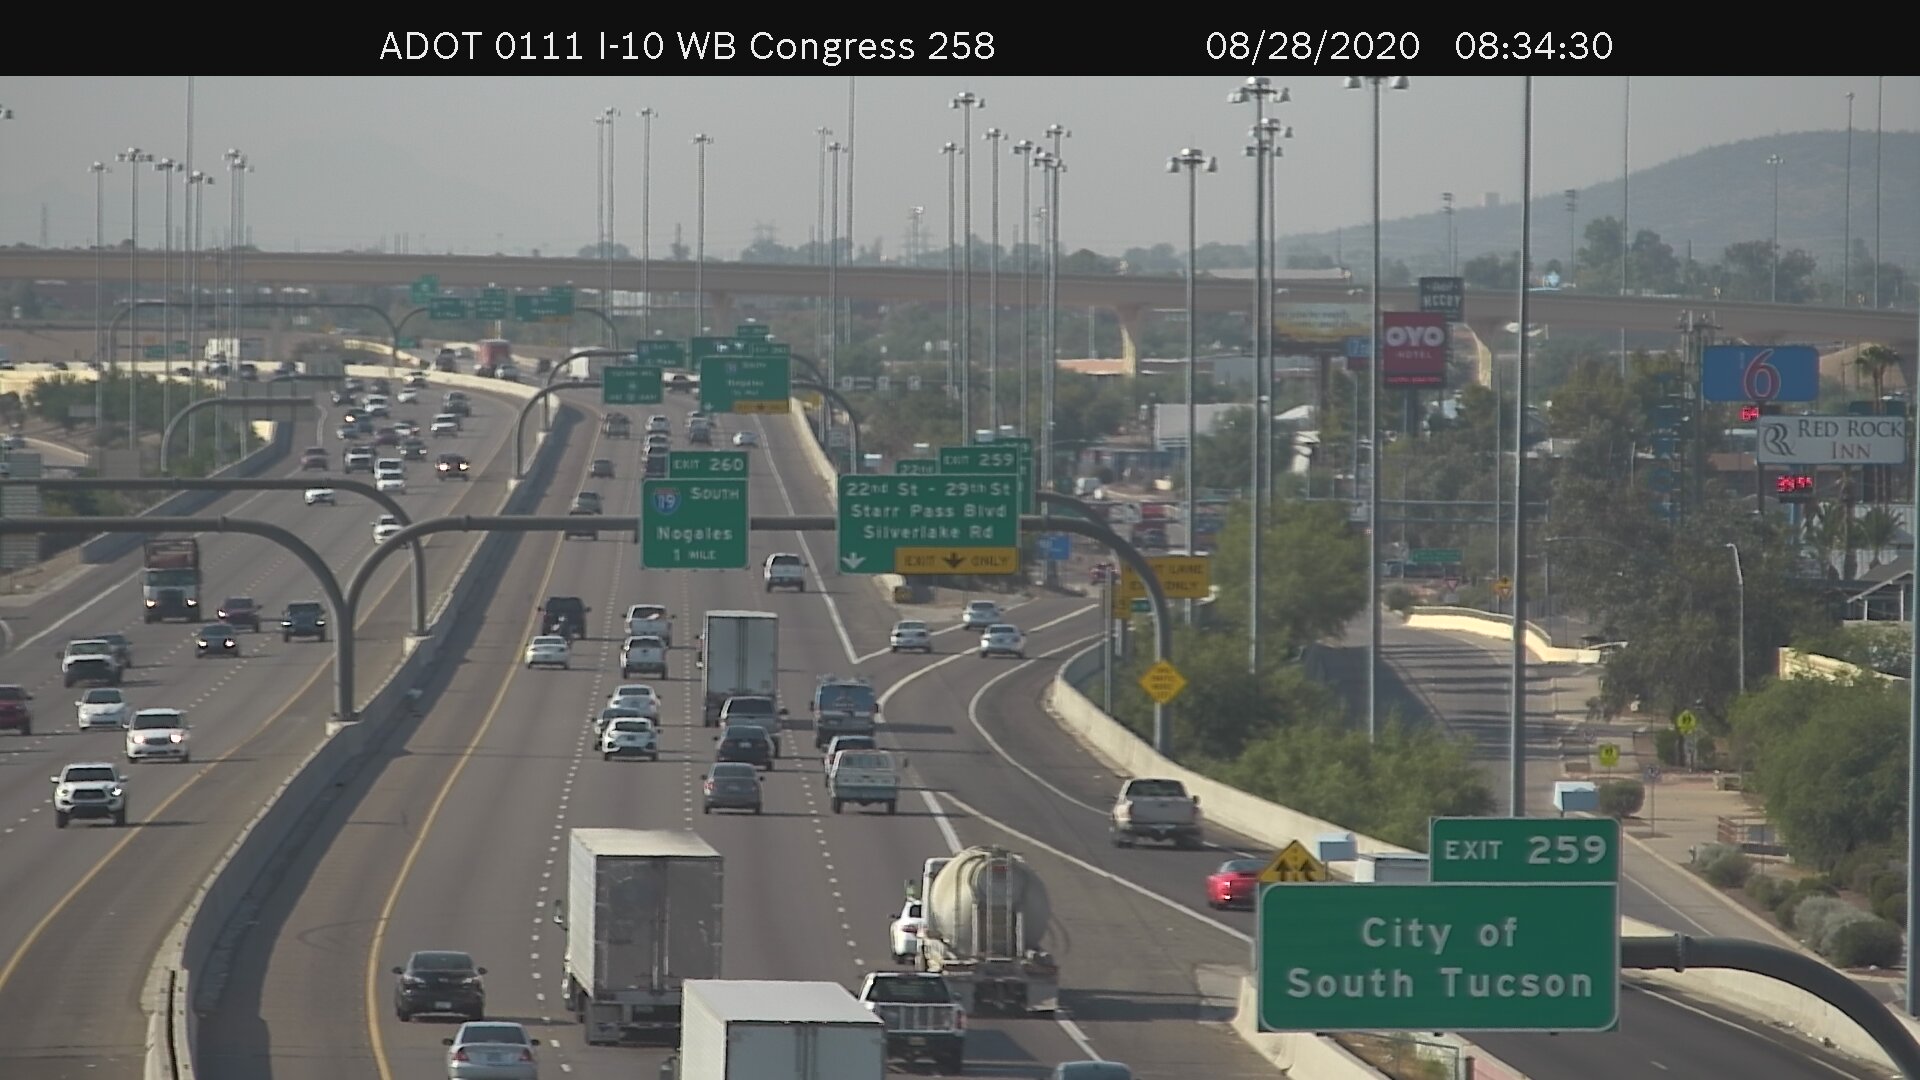 ADOT 0111 I-10 WB Congress 258 08/28/2020 08:34:30
OYO
HOTEL
6
RED ROCK
INN
EXIT 260
19 SOUTH
Nogales
1 MILE
22nd
EXIT 259
22nd St - 29th St
Starr Pass Blvd
Silverlake Rd
EXIT ONLY
EXIT 259
City of
South Tucson